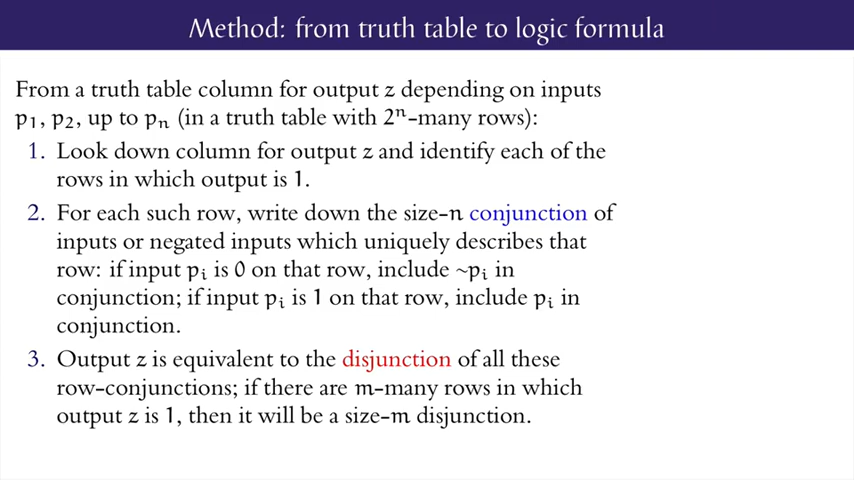 Method: from truth table to logic formula
From a truth table column for output z depending on inputs
p₁, p₂, up to pₙ (in a truth table with 2ⁿ-many rows):
1. Look down column for output z and identify each of the
rows in which output is 1.
2. For each such row, write down the size-n conjunction of
inputs or negated inputs which uniquely describes that
row: if input pᵢ is 0 on that row, include ~pᵢ in
conjunction; if input pᵢ is 1 on that row, include pᵢ in
conjunction.
3. Output z is equivalent to the disjunction of all these
row-conjunctions; if there are m-many rows in which
output z is 1, then it will be a size-m disjunction.